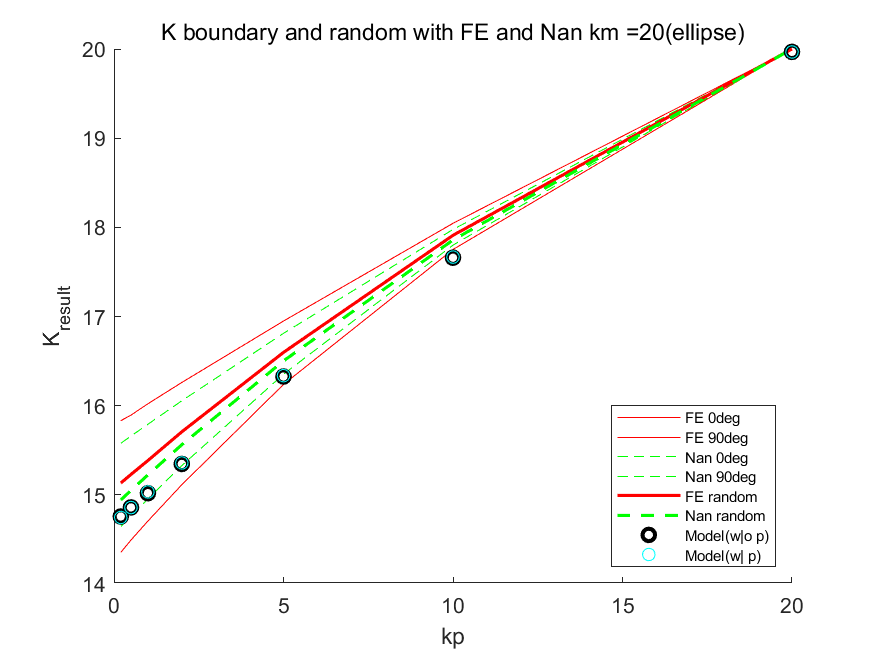 K boundary and random with FE and Nan km =20(ellipse)
20
19
18
17
16
15
14
K_result
0
5
10
15
20
kp
FE 0deg
FE 90deg
Nan 0deg
Nan 90deg
FE random
Nan random
Model(w|o p)
Model(w| p)